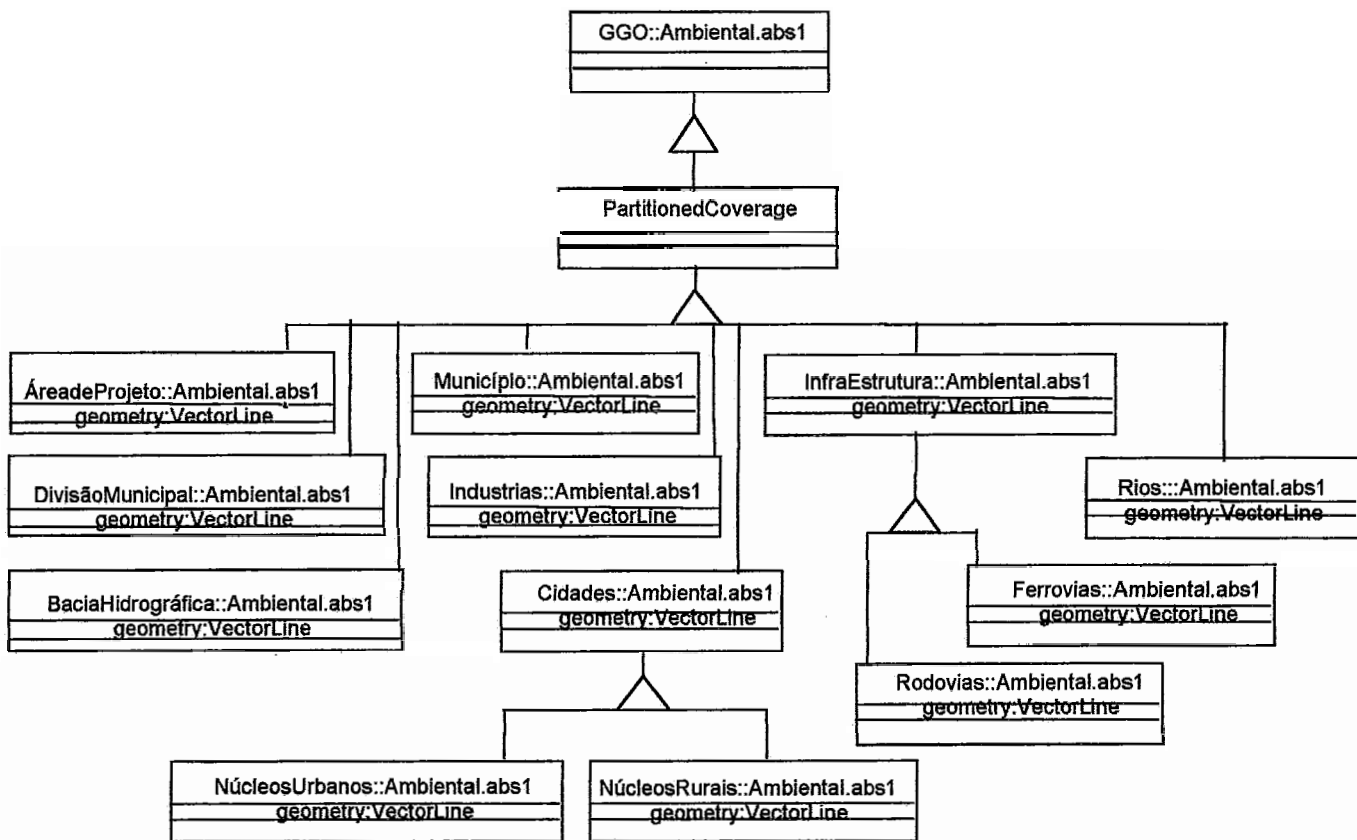 GGO::Ambiental.abs1
PartitionedCoverage
ÁreadeProjeto::Ambiental.abs1
geometry:VectorLine
Município::Ambiental.abs1
geometry:VectorLine
InfraEstrutura::Ambiental.abs1
geometry:VectorLine
DivisãoMunicipal::Ambiental.abs1
geometry:VectorLine
Industrias::Ambiental.abs1
geometry:VectorLine
Rios:::Ambiental.abs1
geometry:VectorLine
BaciaHidrográfica::Ambiental.abs1
geometry:VectorLine
Cidades::Ambiental.abs1
geometry:VectorLine
Ferrovias::Ambiental.abs1
geometry:VectorLine
Rodovias::Ambiental.abs1
geometry:VectorLine
NúcleosUrbanos::Ambiental.abs1
geometry:VectorLine
NúcleosRurais::Ambiental.abs1
geometry:VectorLine